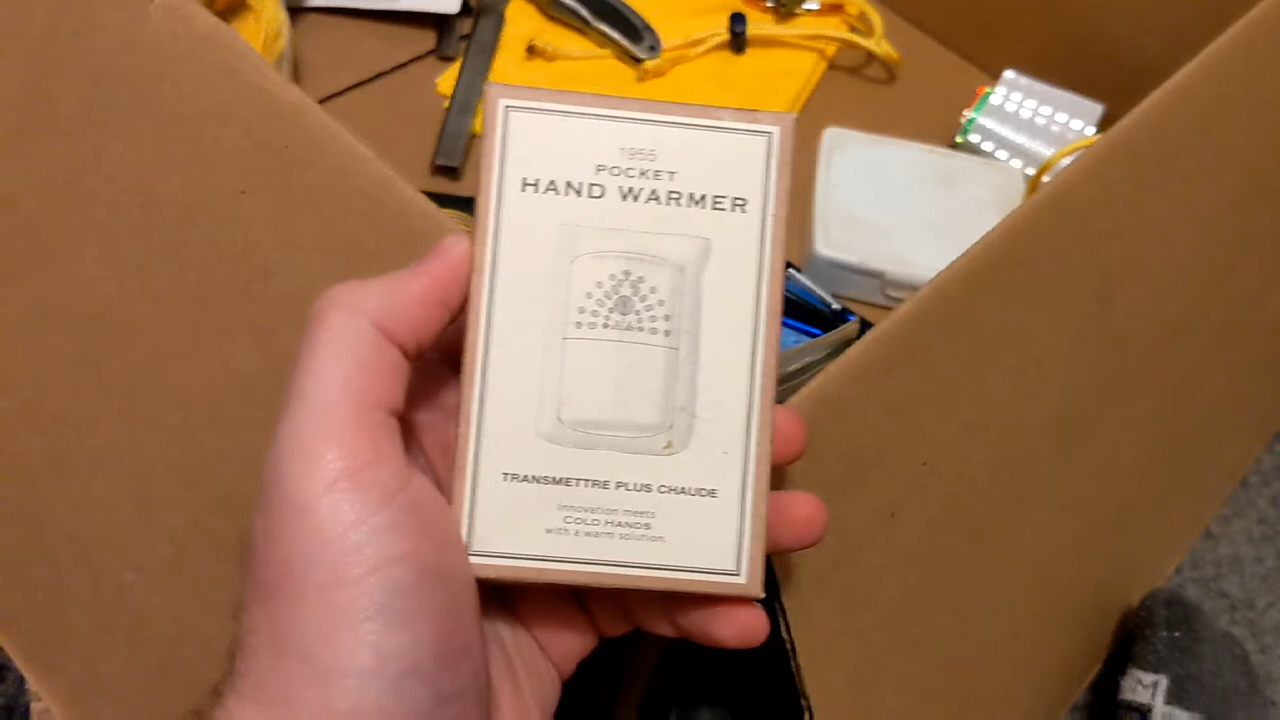 1955
POCKET
HAND WARMER
TRANSMETTRE PLUS CHAUDE
Innovation meets
COLD HANDS
with a warm solution.